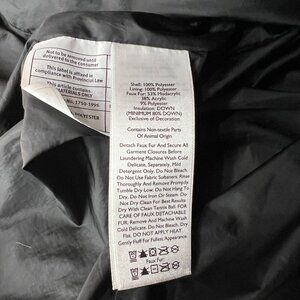 Not to be removed until
delivered to the consumer
This label is affixed in
compliance with Provincial Law
This article contains
MATERIALS ONLY
No. 1750-1996
POLYESTER
Shell: 100% Polyester
Lining: 100% Polyester
Faux Fur: 53% Modacrylic
38% Acrylic
9% Polyester
Insulation: DOWN
(MINIMUM 80% DOWN)
Exclusive of Decoration
Contains Non-textile Parts
Of Animal Origin
Detach Faux Fur And Secure All
Garment Closures Before
Laundering Machine Wash Cold
Delicate, Separately, Mild
Detergent Only. Do Not Bleach.
Do Not Use Fabric Softeners. Rinse
Thoroughly And Remove Promptly
Tumble Dry Low; Do Not Hang To
Dry. Do Not Iron Or Steam. Do
Not Dry Clean. For Best Results
Dry With Clean Tennis Ball. FOR
CARE OF FAUX DETACHABLE
FUR: Remove And Machine Wash
Cold Delicate. Do Not Bleach. Dry
Flat. DO NOT APPLY HEAT
Gently Fluff For Fullest Appearance.
Faux Fur: